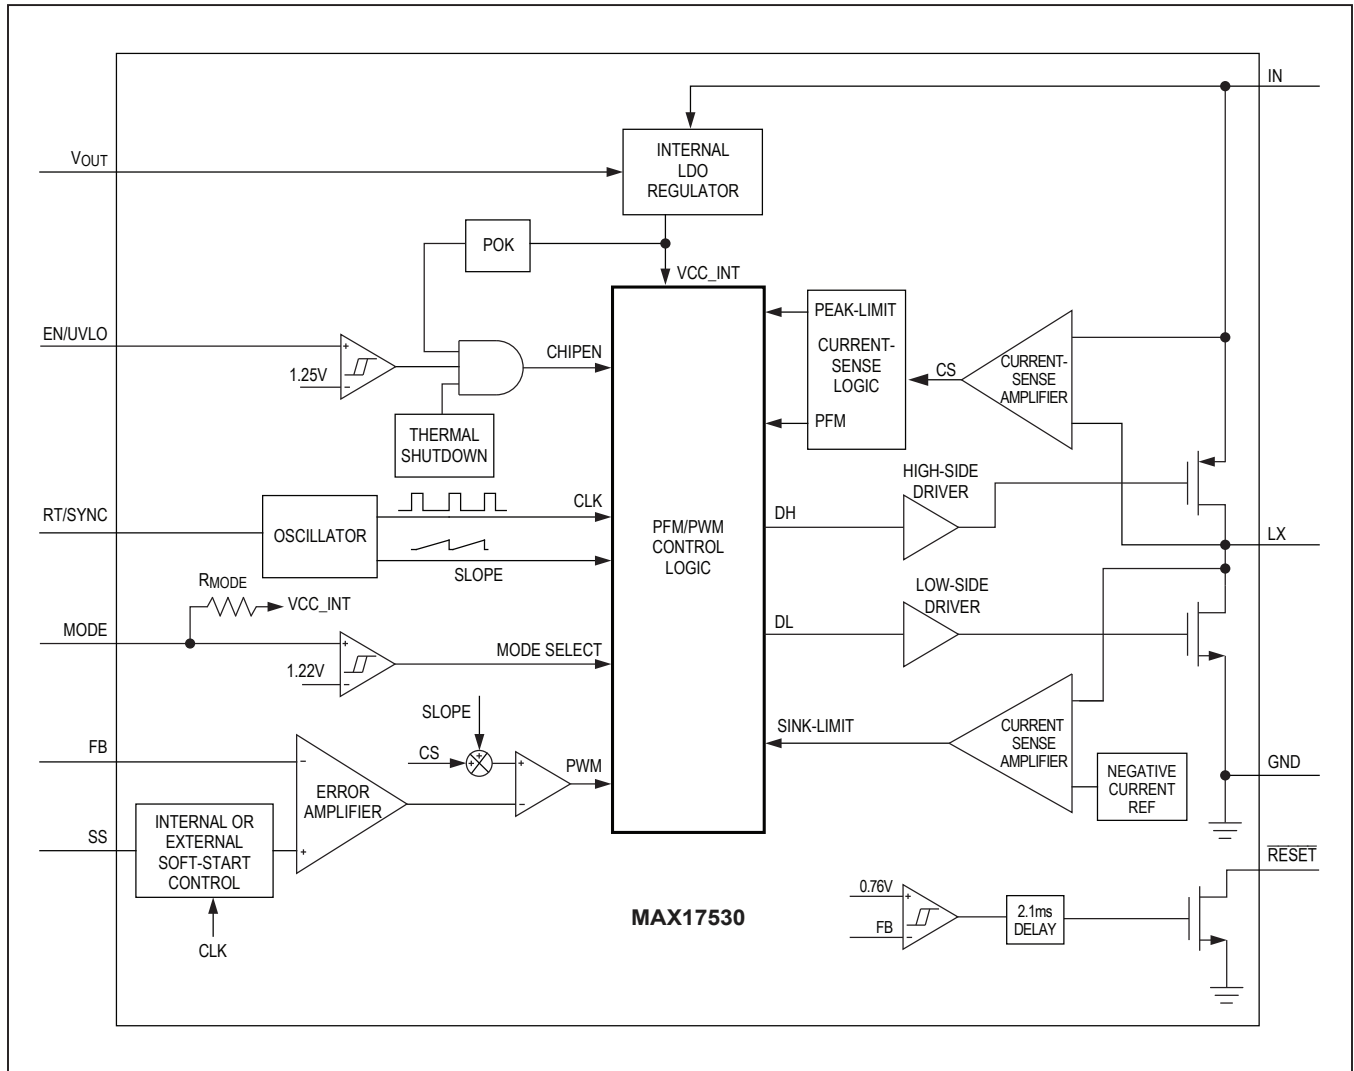 IN
VOUT
INTERNAL
LDO
REGULATOR
POK
VCC_INT
EN/UVLO
+
1.25V
−
CHIPEN
THERMAL
SHUTDOWN
PEAK-LIMIT
CURRENT-
SENSE
LOGIC
PFM
CS
CURRENT-
SENSE
AMPLIFIER
HIGH-SIDE
DRIVER
RT/SYNC
OSCILLATOR
CLK
SLOPE
PFM/PWM
CONTROL
LOGIC
DH
LX
RMODE
VCC_INT
LOW-SIDE
DRIVER
DL
MODE
+
1.22V
−
MODE SELECT
SLOPE
CS
+
+
+
−
PWM
SINK-LIMIT
CURRENT
SENSE
AMPLIFIER
NEGATIVE
CURRENT
REF
GND
FB
−
ERROR
AMPLIFIER
+
SS
INTERNAL OR
EXTERNAL
SOFT-START
CONTROL
CLK
RESET
0.76V
+
FB
−
2.1ms
DELAY
MAX17530